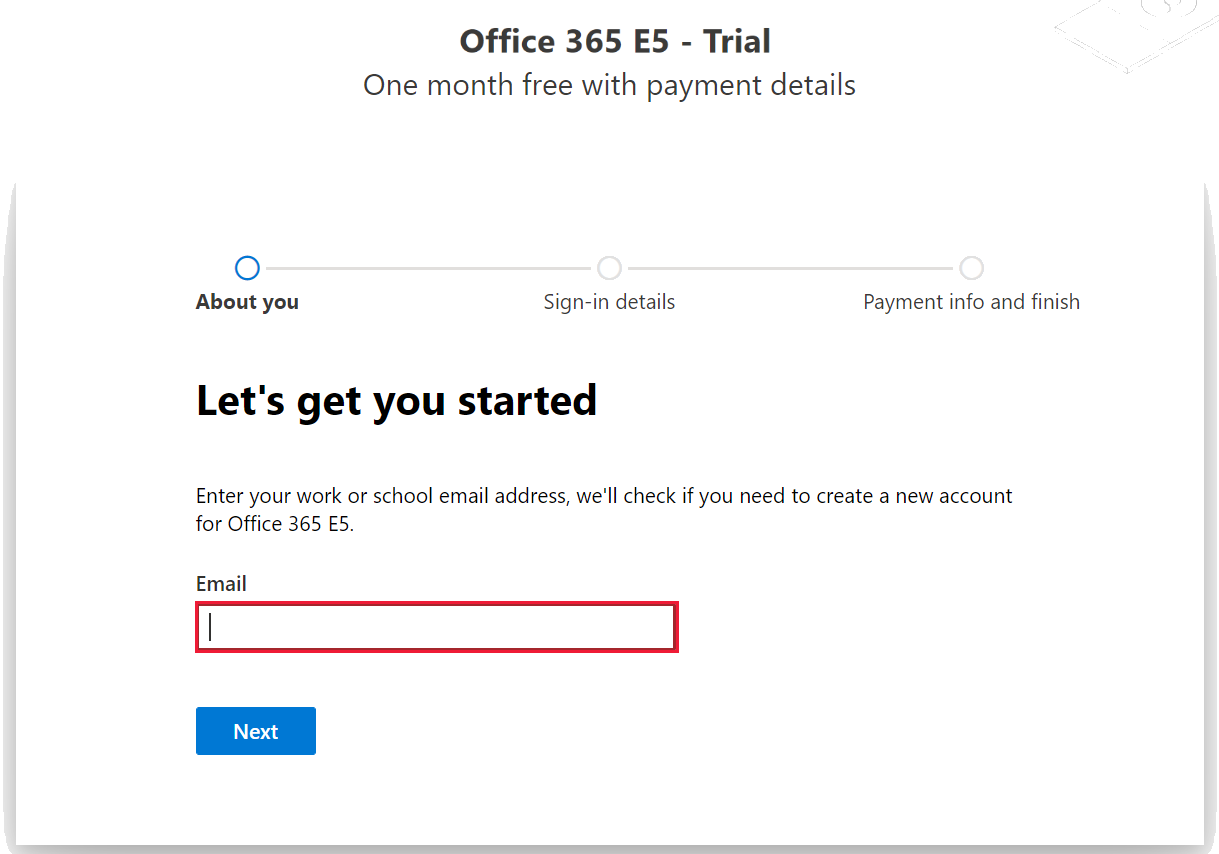 Office 365 E5 - Trial
One month free with payment details
About you
Sign-in details
Payment info and finish
Let's get you started
Enter your work or school email address, we'll check if you need to create a new account
for Office 365 E5.
Email
Next